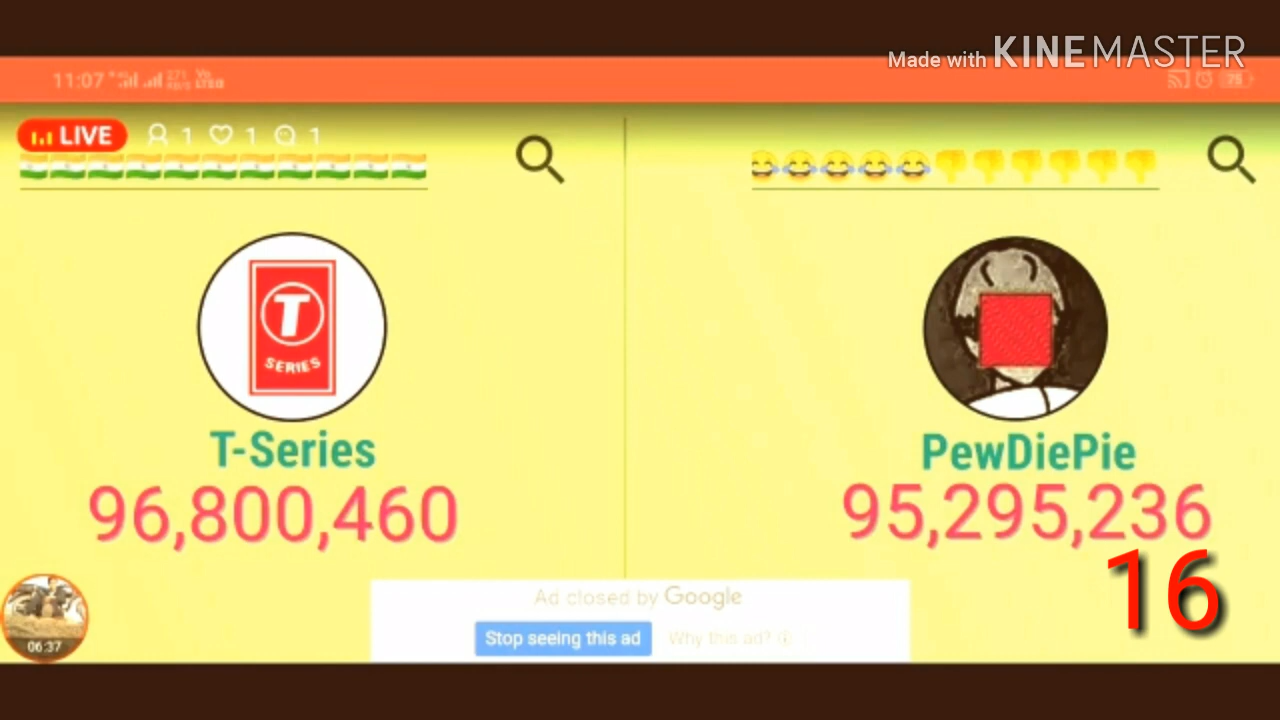 Made with KINEMASTER
11:07
75
LIVE 1 1 1
T
SERIES
T-Series
PewDiePie
96,800,460
95,295,236
16
Ad closed by Google
Stop seeing this ad
Why this ad?
06:37